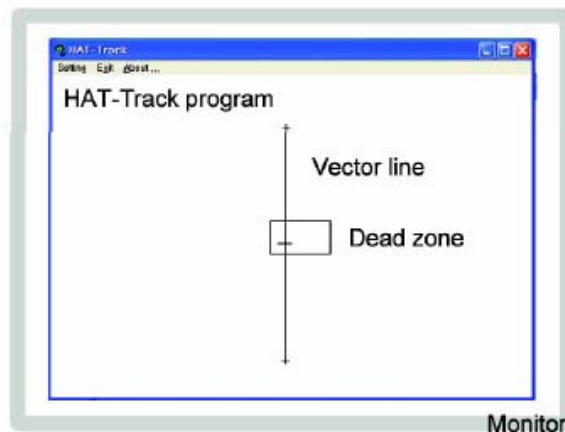 HAT-Track
Setting Exit About...
HAT-Track program
Vector line
Dead zone
Monitor